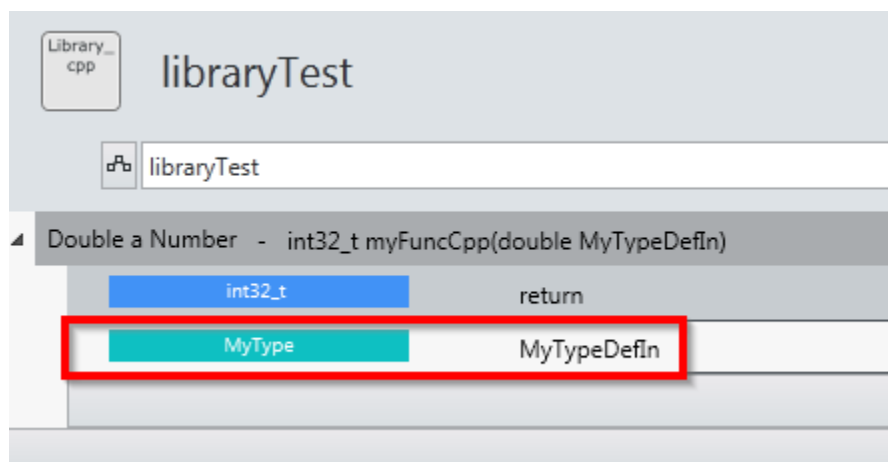 Library_
cpp
libraryTest
libraryTest
Double a Number - int32_t myFuncCpp(double MyTypeDefIn)
int32_t return
MyType MyTypeDefIn